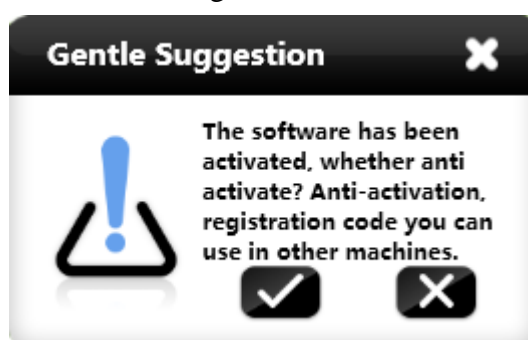 Gentle Suggestion
The software has been
activated, whether anti
activate? Anti-activation,
registration code you can
use in other machines.